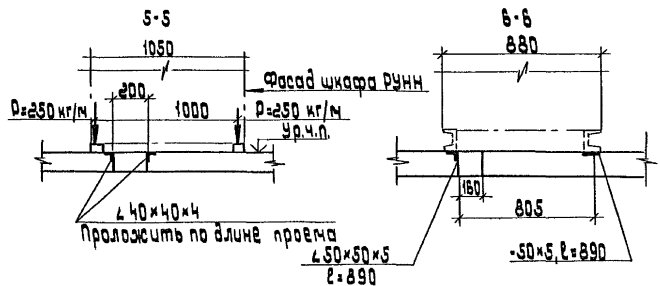 5-5
6-6
1050
880
Фасад шкафа РУНН
200
1000
P=250 кг/м
P=250 кг/м
Ур.ч.п.
160
805
∠40×40×4
Проложить по длине проема
∠50×50×5
ℓ=890
-50×5, ℓ=890